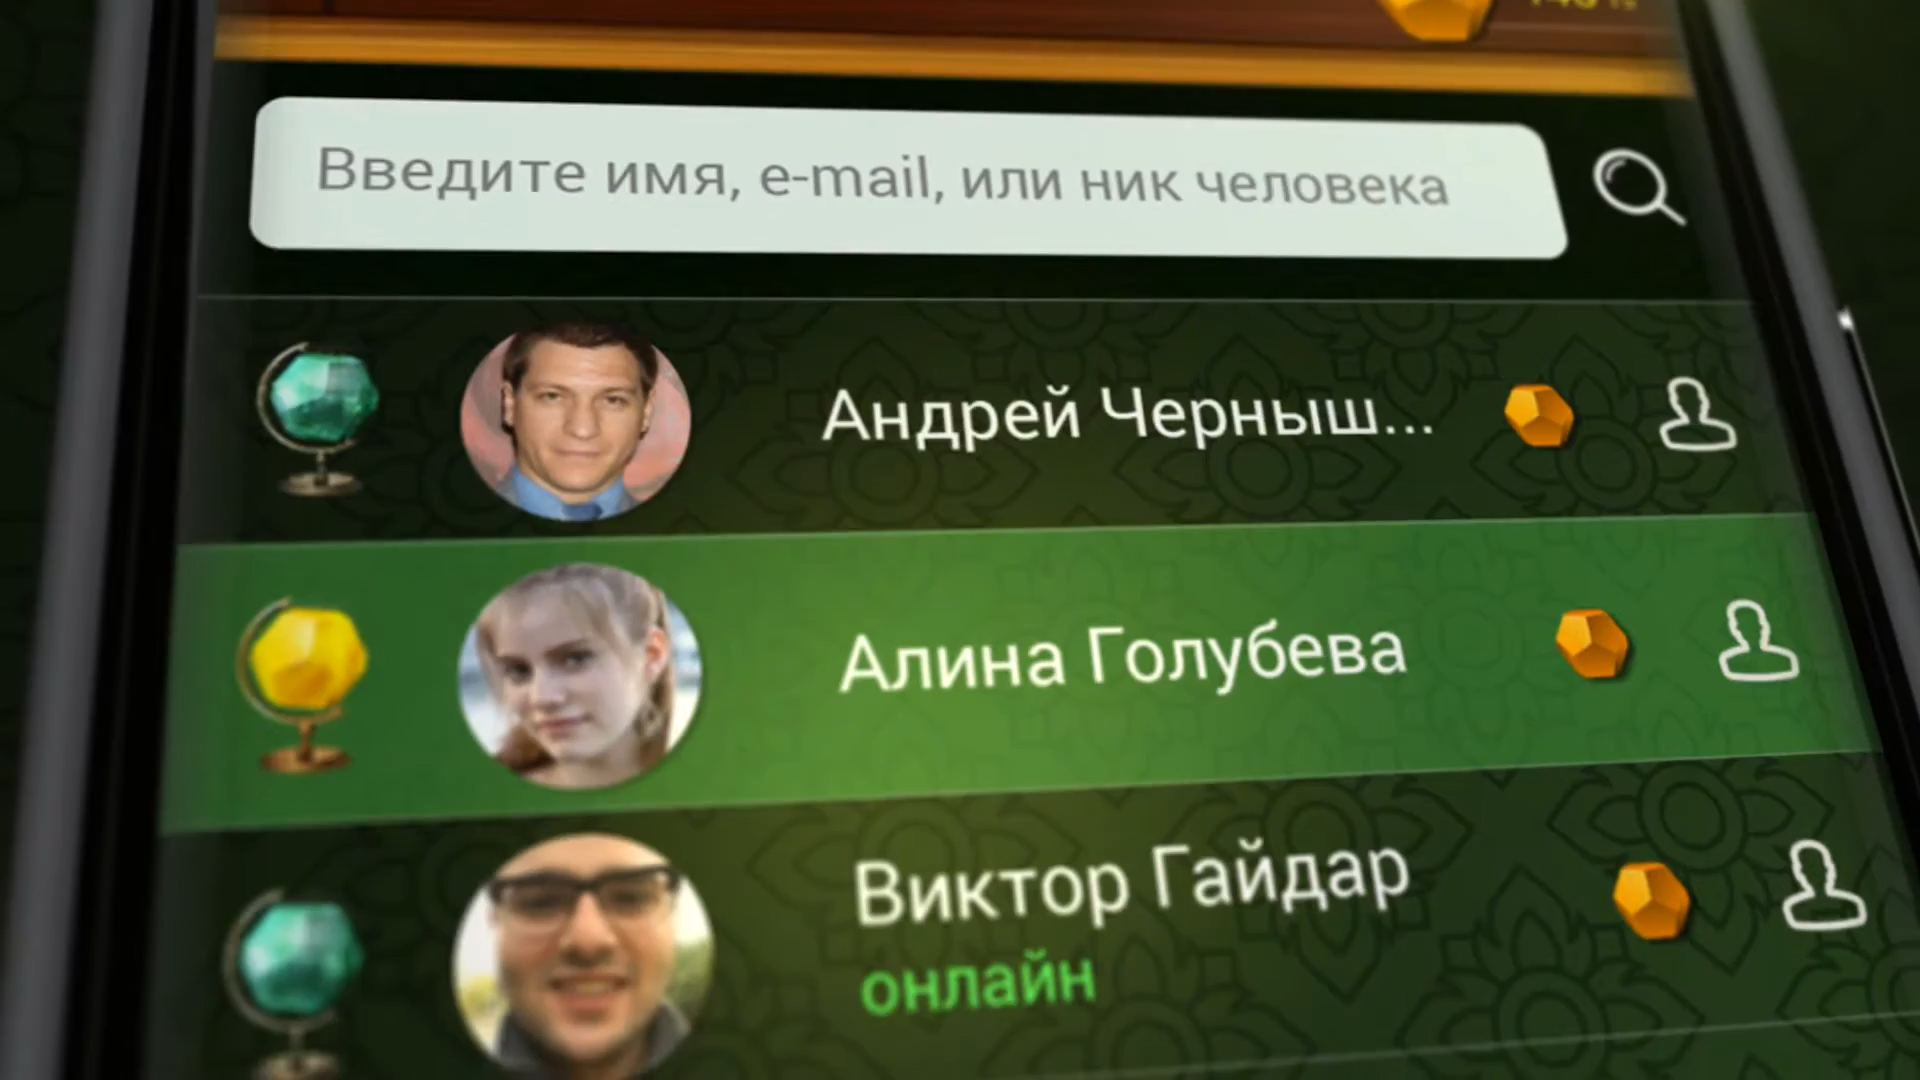 Введите имя, e-mail, или ник человека
Андрей Черныш...
Алина Голубева
Виктор Гайдар
онлайн